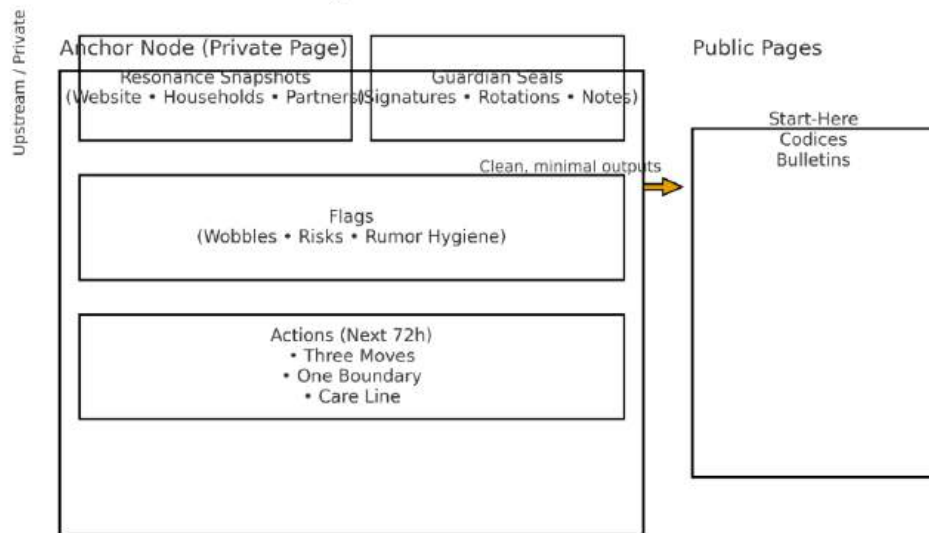 Upstream / Private
Anchor Node (Private Page)
Public Pages
Resonance Snapshots
(Website • Households • Partners)
Guardian Seals
(Signatures • Rotations • Notes)
Start-Here
Codices
Bulletins
Clean, minimal outputs
Flags
(Wobbles • Risks • Rumor Hygiene)
Actions (Next 72h)
• Three Moves
• One Boundary
• Care Line